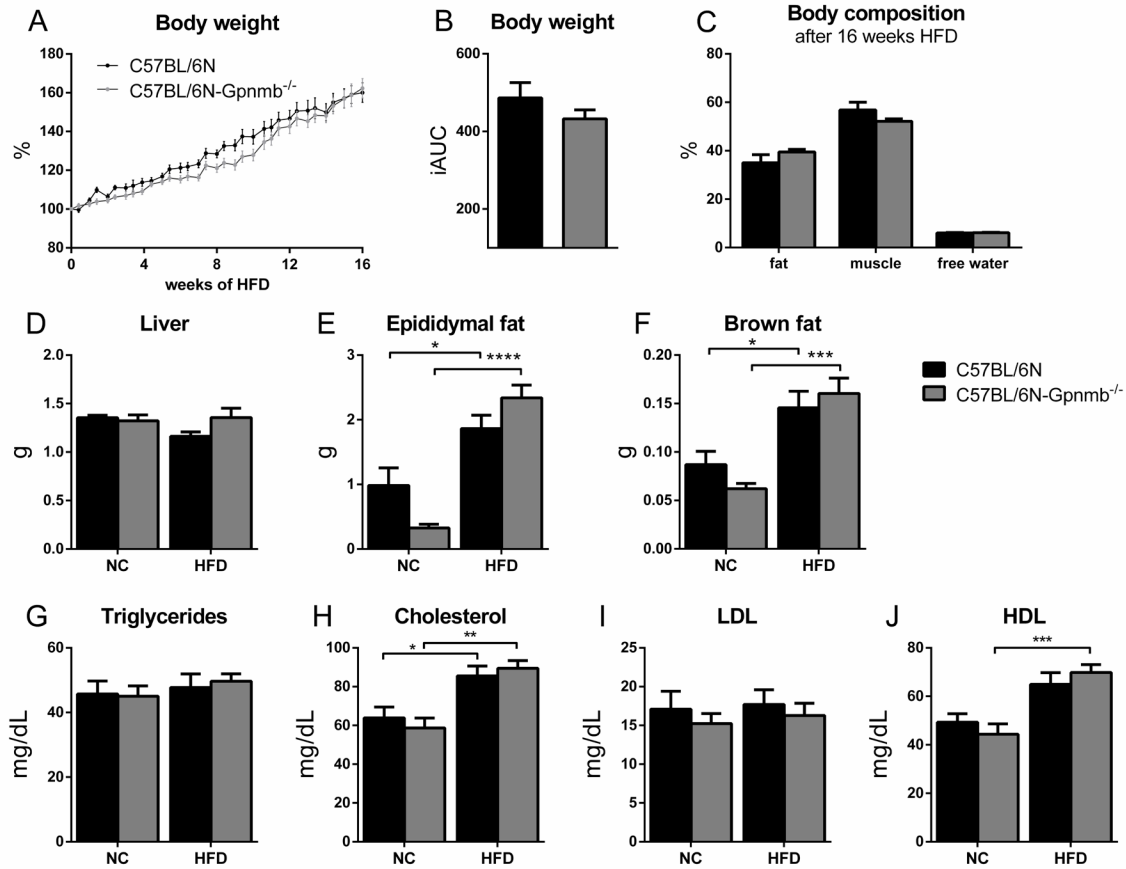 A
Body weight
180
160
140
120
100
80
%
C57BL/6N
C57BL/6N-Gpnmb-/-
0
4
8
12
16
weeks of HFD
B
Body weight
600
400
200
iAUC
C
Body composition
after 16 weeks HFD
80
60
40
20
0
%
fat
muscle
free water
D
Liver
2.0
1.5
1.0
0.5
0.0
g
NC
HFD
E
Epididymal fat
*
****
3
2
1
0
g
NC
HFD
F
Brown fat
*
***
0.20
0.15
0.10
0.05
0.00
g
NC
HFD
C57BL/6N
C57BL/6N-Gpnmb-/-
G
Triglycerides
60
40
20
0
mg/dL
NC
HFD
H
Cholesterol
**
*
100
80
60
40
20
0
mg/dL
NC
HFD
I
LDL
25
20
15
10
5
0
mg/dL
NC
HFD
J
HDL
***
80
60
40
20
0
mg/dL
NC
HFD